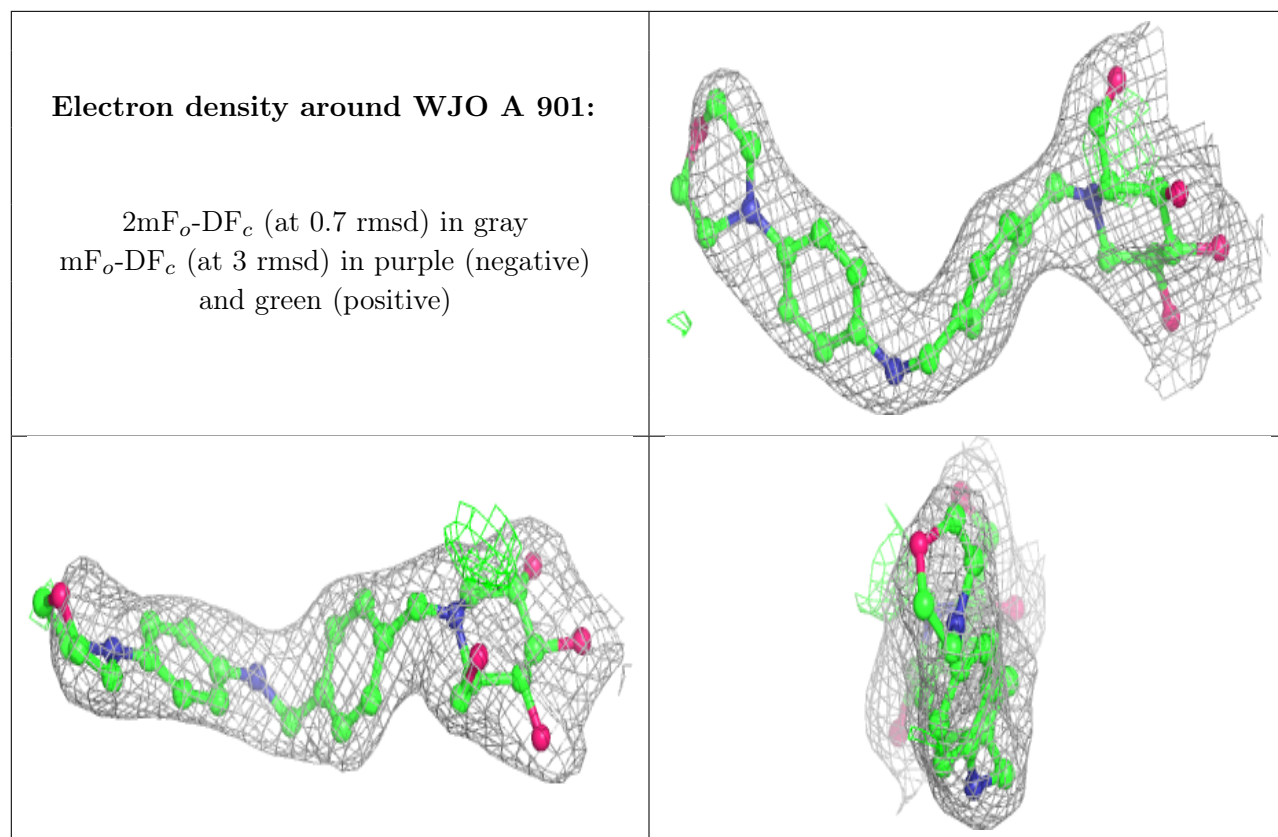 Electron density around WJO A 901:
2mFₒ-DF𝒸 (at 0.7 rmsd) in gray
mFₒ-DF𝒸 (at 3 rmsd) in purple (negative)
and green (positive)